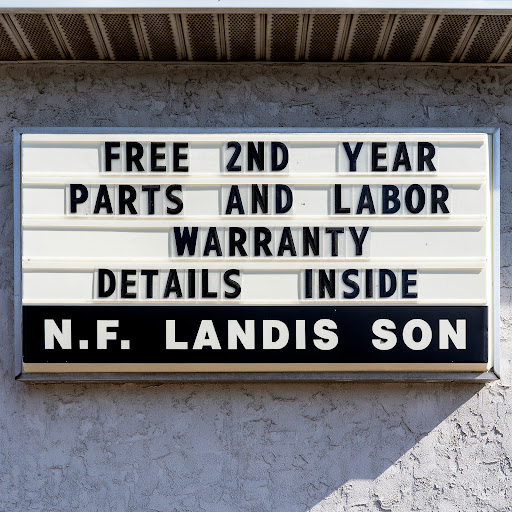 FREE 2ND YEAR
PARTS AND LABOR
WARRANTY
DETAILS INSIDE
N.F. LANDIS SON